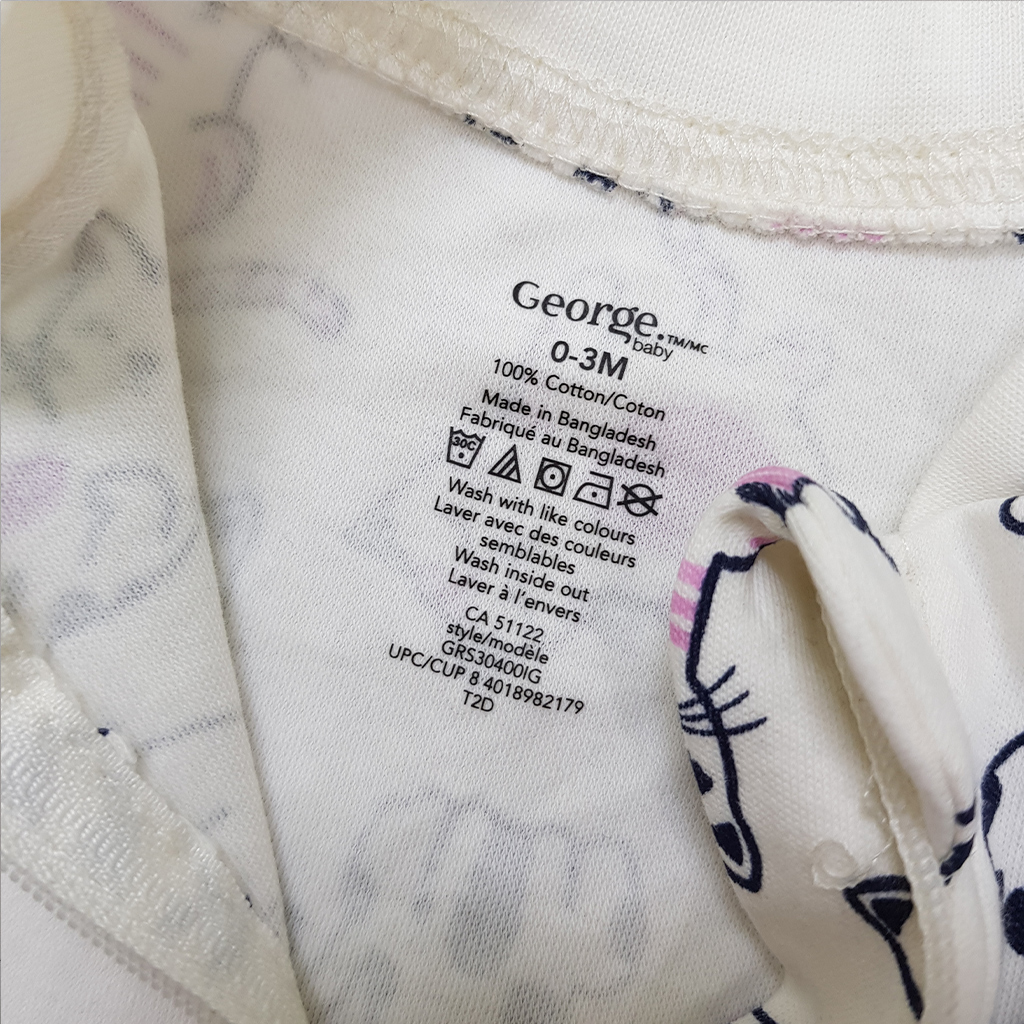 George.™/MC
baby
0-3M
100% Cotton/Coton
Made in Bangladesh
Fabriqué au Bangladesh
30C
Wash with like colours
Laver avec des couleurs
semblables
Wash inside out
Laver à l'envers
CA 51122
style/modèle
GRS30400IG
UPC/CUP 8 4018982179
T2D